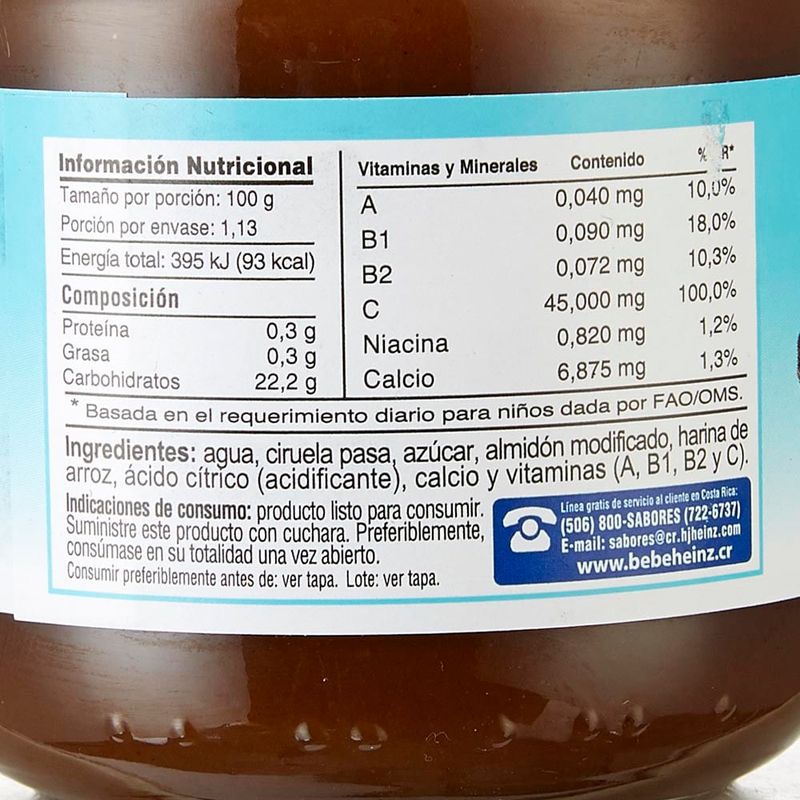 Información Nutricional
Tamaño por porción: 100 g
Porción por envase: 1,13
Energía total: 395 kJ (93 kcal)
Composición
Proteína 0,3 g
Grasa 0,3 g
Carbohidratos 22,2 g
Vitaminas y Minerales Contenido
A 0,040 mg 10,0%
B1 0,090 mg 18,0%
B2 0,072 mg 10,3%
C 45,000 mg 100,0%
Niacina 0,820 mg 1,2%
Calcio 6,875 mg 1,3%
* Basada en el requerimiento diario para niños dada por FAO/OMS.
Ingredientes: agua, ciruela pasa, azúcar, almidón modificado, harina de
arroz, ácido cítrico (acidificante), calcio y vitaminas (A, B1, B2 y C).
Indicaciones de consumo: producto listo para consumir.
Suministre este producto con cuchara. Preferiblemente,
consúmase en su totalidad una vez abierto.
Consumir preferiblemente antes de: ver tapa. Lote: ver tapa.
Línea gratis de servicio al cliente en Costa Rica:
(506) 800-SABORES (722-6737)
E-mail: sabores@cr.hjheinz.com
www.bebeheinz.cr